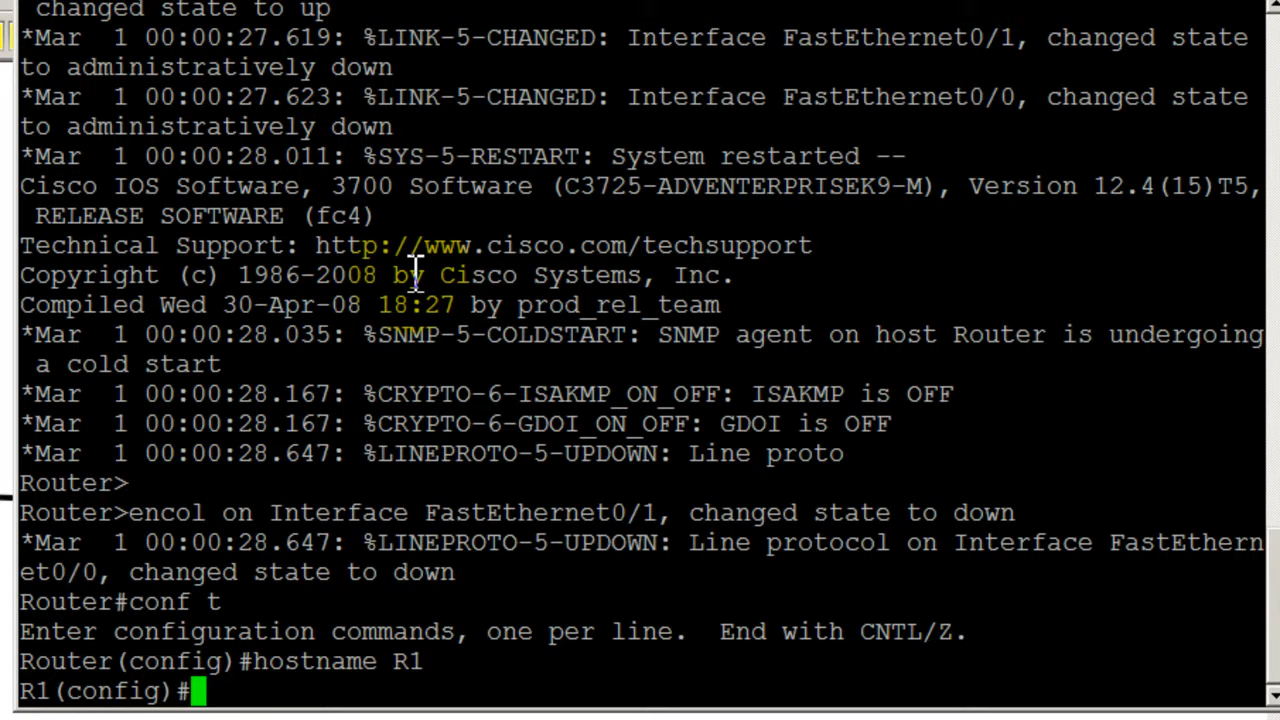 changed state to up
*Mar  1 00:00:27.619: %LINK-5-CHANGED: Interface FastEthernet0/1, changed state
to administratively down
*Mar  1 00:00:27.623: %LINK-5-CHANGED: Interface FastEthernet0/0, changed state
to administratively down
*Mar  1 00:00:28.011: %SYS-5-RESTART: System restarted --
Cisco IOS Software, 3700 Software (C3725-ADVENTERPRISEK9-M), Version 12.4(15)T5,
RELEASE SOFTWARE (fc4)
Technical Support: http://www.cisco.com/techsupport
Copyright (c) 1986-2008 by Cisco Systems, Inc.
Compiled Wed 30-Apr-08 18:27 by prod_rel_team
*Mar  1 00:00:28.035: %SNMP-5-COLDSTART: SNMP agent on host Router is undergoing
a cold start
*Mar  1 00:00:28.167: %CRYPTO-6-ISAKMP_ON_OFF: ISAKMP is OFF
*Mar  1 00:00:28.167: %CRYPTO-6-GDOI_ON_OFF: GDOI is OFF
*Mar  1 00:00:28.647: %LINEPROTO-5-UPDOWN: Line proto
Router>
Router>encol on Interface FastEthernet0/1, changed state to down
*Mar  1 00:00:28.647: %LINEPROTO-5-UPDOWN: Line protocol on Interface FastEthern
et0/0, changed state to down
Router#conf t
Enter configuration commands, one per line.  End with CNTL/Z.
Router(config)#hostname R1
R1(config)#